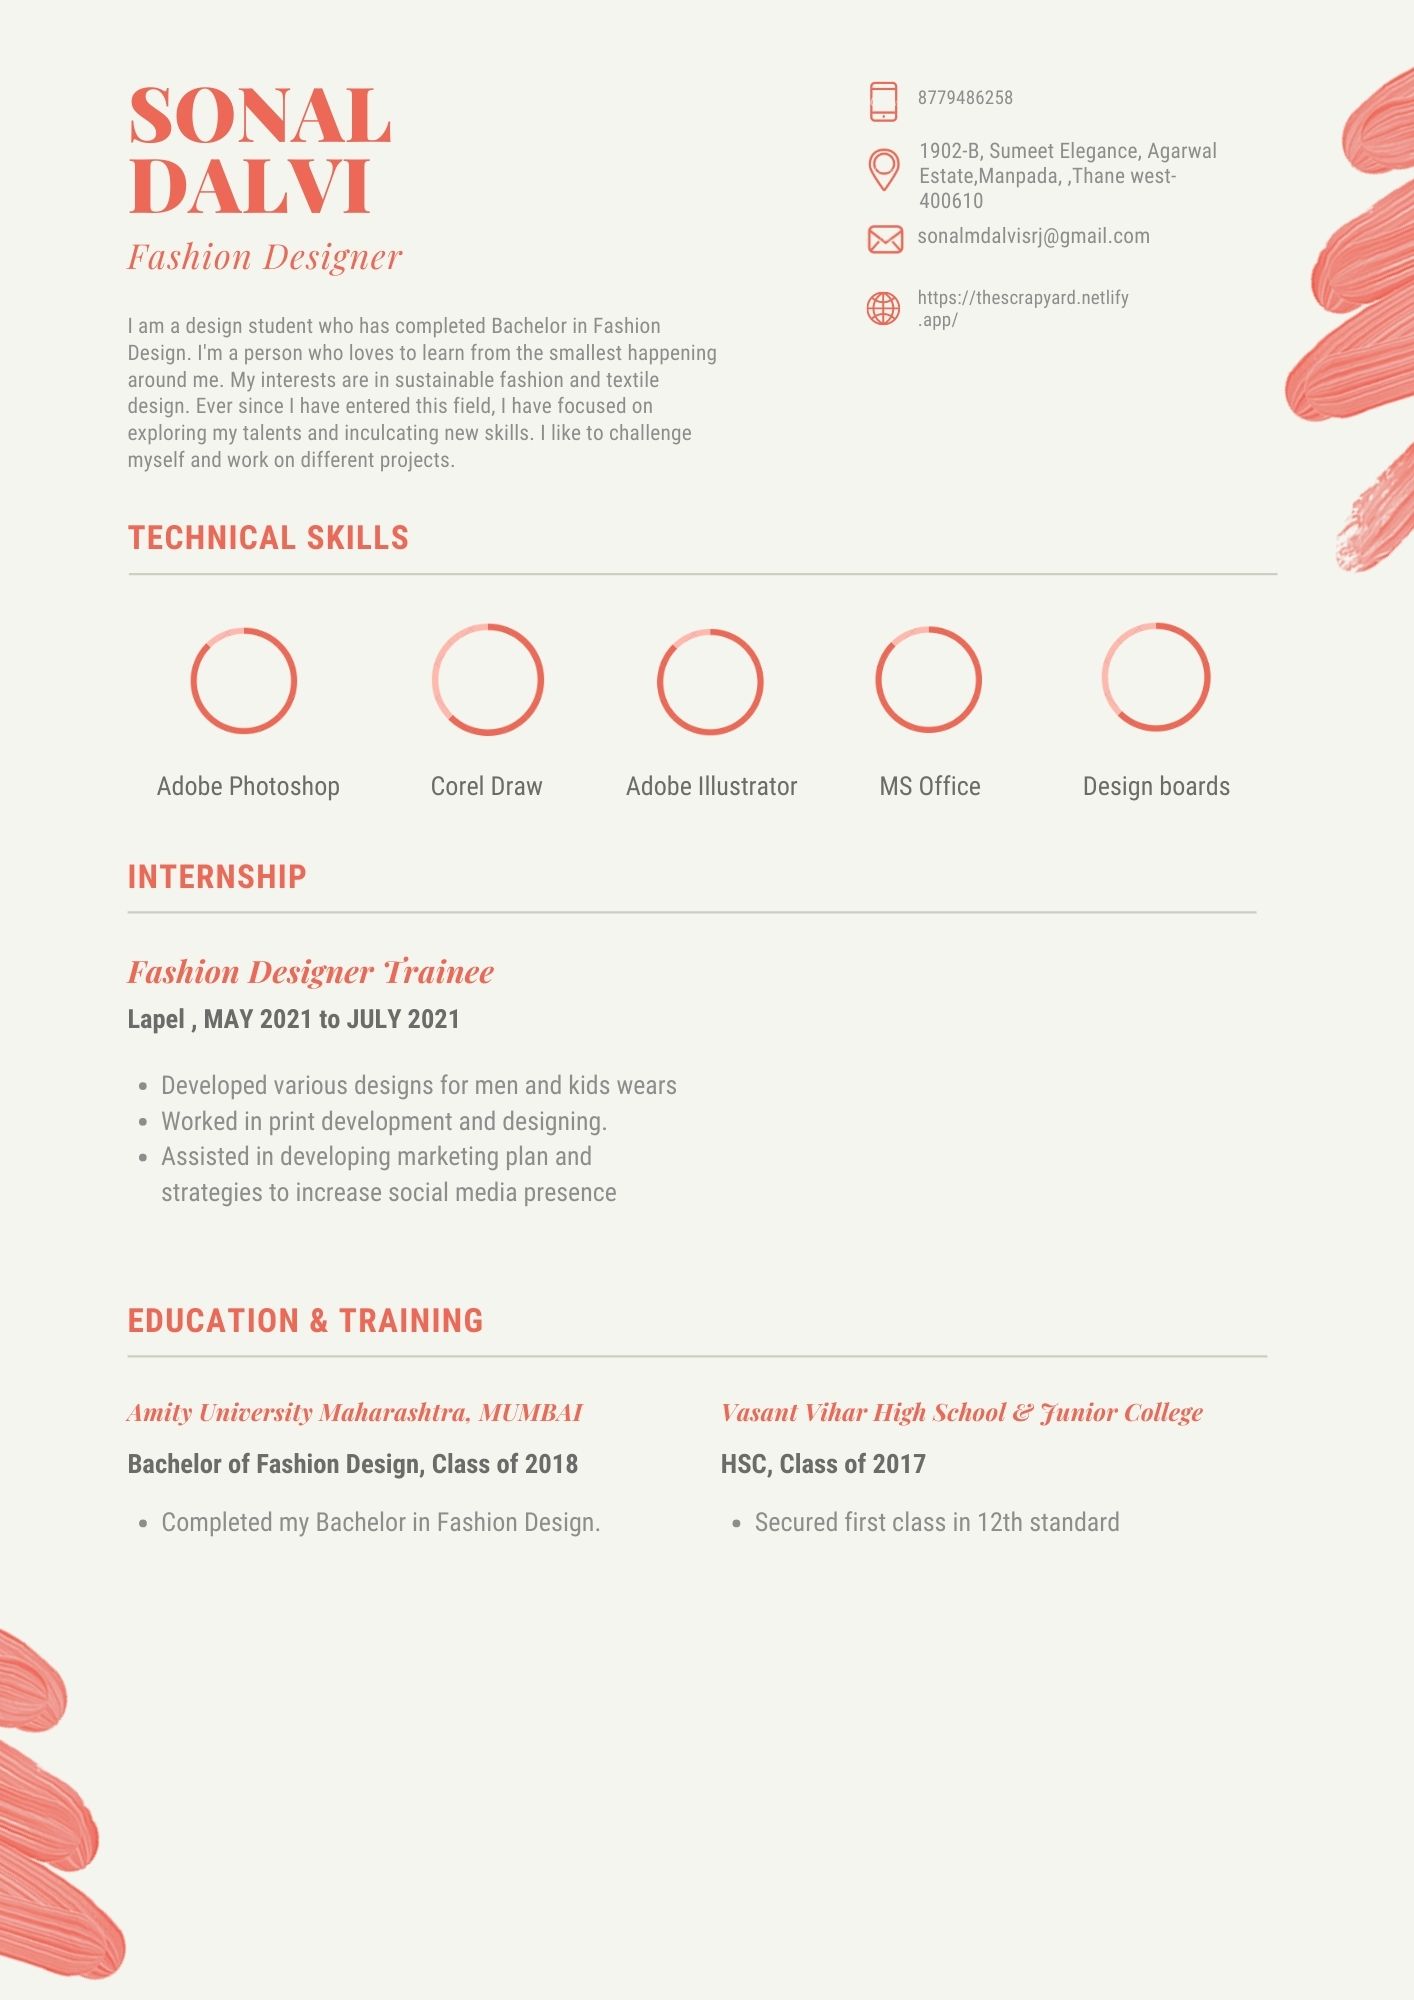 SONAL
DALVI
Fashion Designer
8779486258
1902-B, Sumeet Elegance, Agarwal
Estate,Manpada, ,Thane west-
400610
sonalmdalvisrj@gmail.com
https://thescrapyard.netlify
.app/
I am a design student who has completed Bachelor in Fashion
Design. I'm a person who loves to learn from the smallest happening
around me. My interests are in sustainable fashion and textile
design. Ever since I have entered this field, I have focused on
exploring my talents and inculcating new skills. I like to challenge
myself and work on different projects.
TECHNICAL SKILLS
Adobe Photoshop
Corel Draw
Adobe Illustrator
MS Office
Design boards
INTERNSHIP
Fashion Designer Trainee
Lapel , MAY 2021 to JULY 2021
• Developed various designs for men and kids wears
• Worked in print development and designing.
• Assisted in developing marketing plan and
strategies to increase social media presence
EDUCATION & TRAINING
Amity University Maharashtra, MUMBAI
Bachelor of Fashion Design, Class of 2018
• Completed my Bachelor in Fashion Design.
Vasant Vihar High School & Junior College
HSC, Class of 2017
• Secured first class in 12th standard